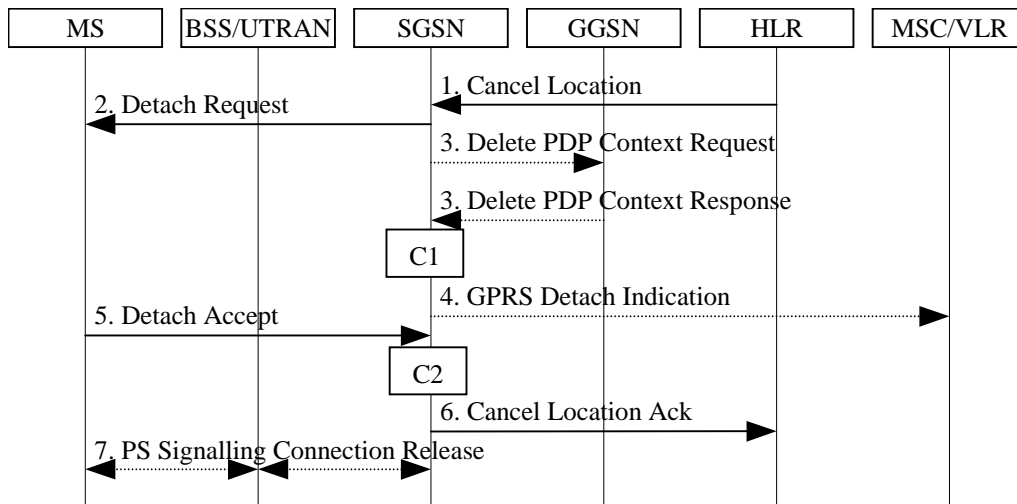 MS BSS/UTRAN SGSN GGSN HLR MSC/VLR
1. Cancel Location
2. Detach Request
3. Delete PDP Context Request
3. Delete PDP Context Response
C1
4. GPRS Detach Indication
5. Detach Accept
C2
6. Cancel Location Ack
7. PS Signalling Connection Release